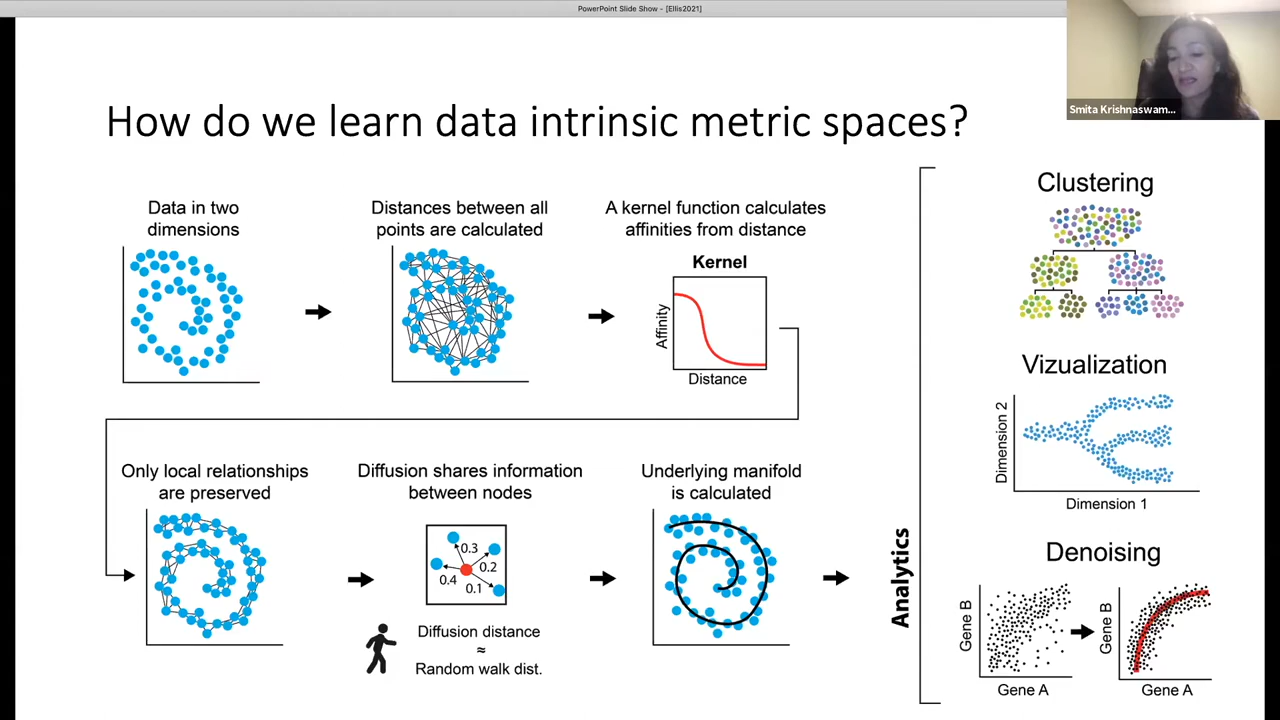 PowerPoint Slide Show - [Ellis2021]
Smita Krishnaswam...
How do we learn data intrinsic metric spaces?
Data in two
dimensions
Distances between all
points are calculated
A kernel function calculates
affinities from distance
Kernel
Affinity
Distance
Only local relationships
are preserved
Diffusion shares information
between nodes
0.3
0.2
0.4
0.1
Diffusion distance
≈
Random walk dist.
Underlying manifold
is calculated
Analytics
Clustering
Vizualization
Dimension 2
Dimension 1
Denoising
Gene B
Gene A
Gene B
Gene A